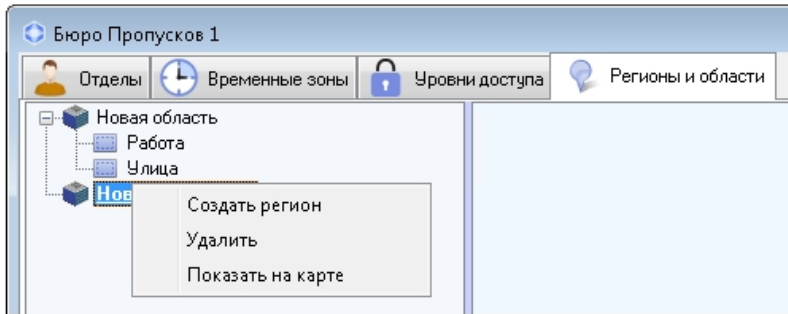 Бюро Пропусков 1
Отделы Временные зоны Уровни доступа Регионы и области
Новая область
Работа
Улица
Нов
Создать регион
Удалить
Показать на карте